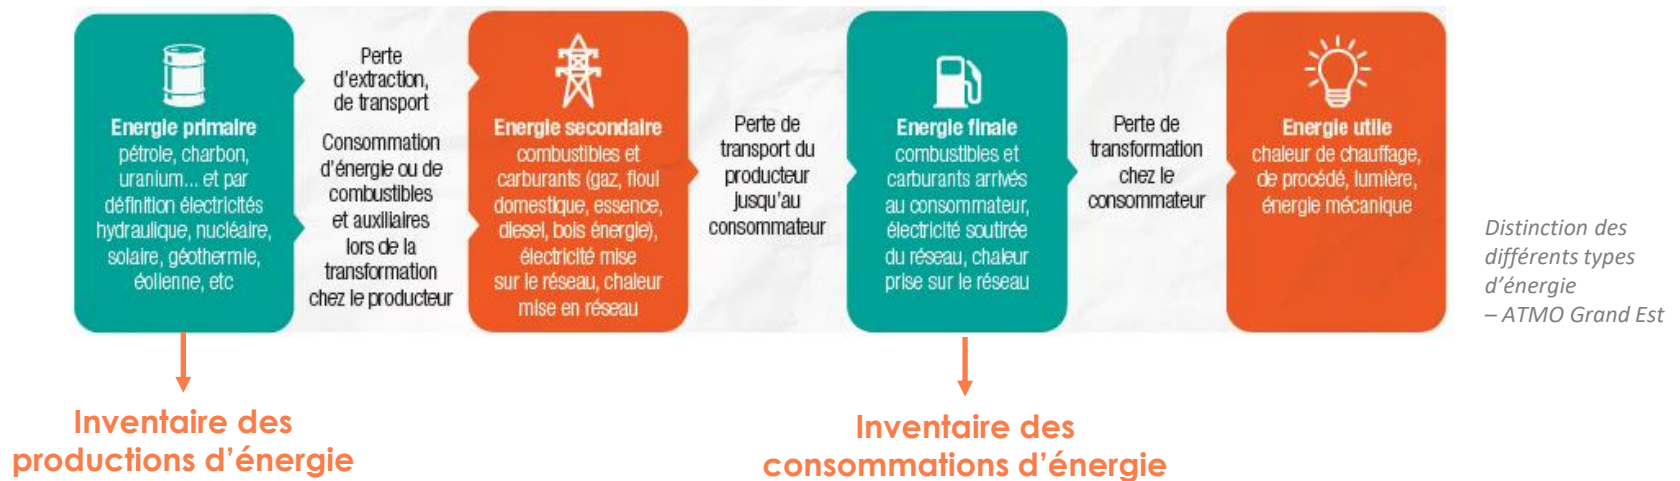 Energie primaire
pétrole, charbon,
uranium... et par
définition électricités
hydraulique, nucléaire,
solaire, géothermie,
éolienne, etc
Perte
d'extraction,
de transport
Consommation
d'énergie ou de
combustibles
et auxiliaires
lors de la
transformation
chez le producteur
Energie secondaire
combustibles et
carburants (gaz, fioul
domestique, essence,
diesel, bois énergie),
électricité mise
sur le réseau, chaleur
mise en réseau
Perte de
transport du
producteur
jusqu'au
consommateur
Energie finale
combustibles et
carburants arrivés
au consommateur,
électricité soutirée
du réseau, chaleur
prise sur le réseau
Perte de
transformation
chez le
consommateur
Energie utile
chaleur de chauffage,
de procédé, lumière,
énergie mécanique
Distinction des
différents types
d'énergie
– ATMO Grand Est
Inventaire des
productions d'énergie
Inventaire des
consommations d'énergie